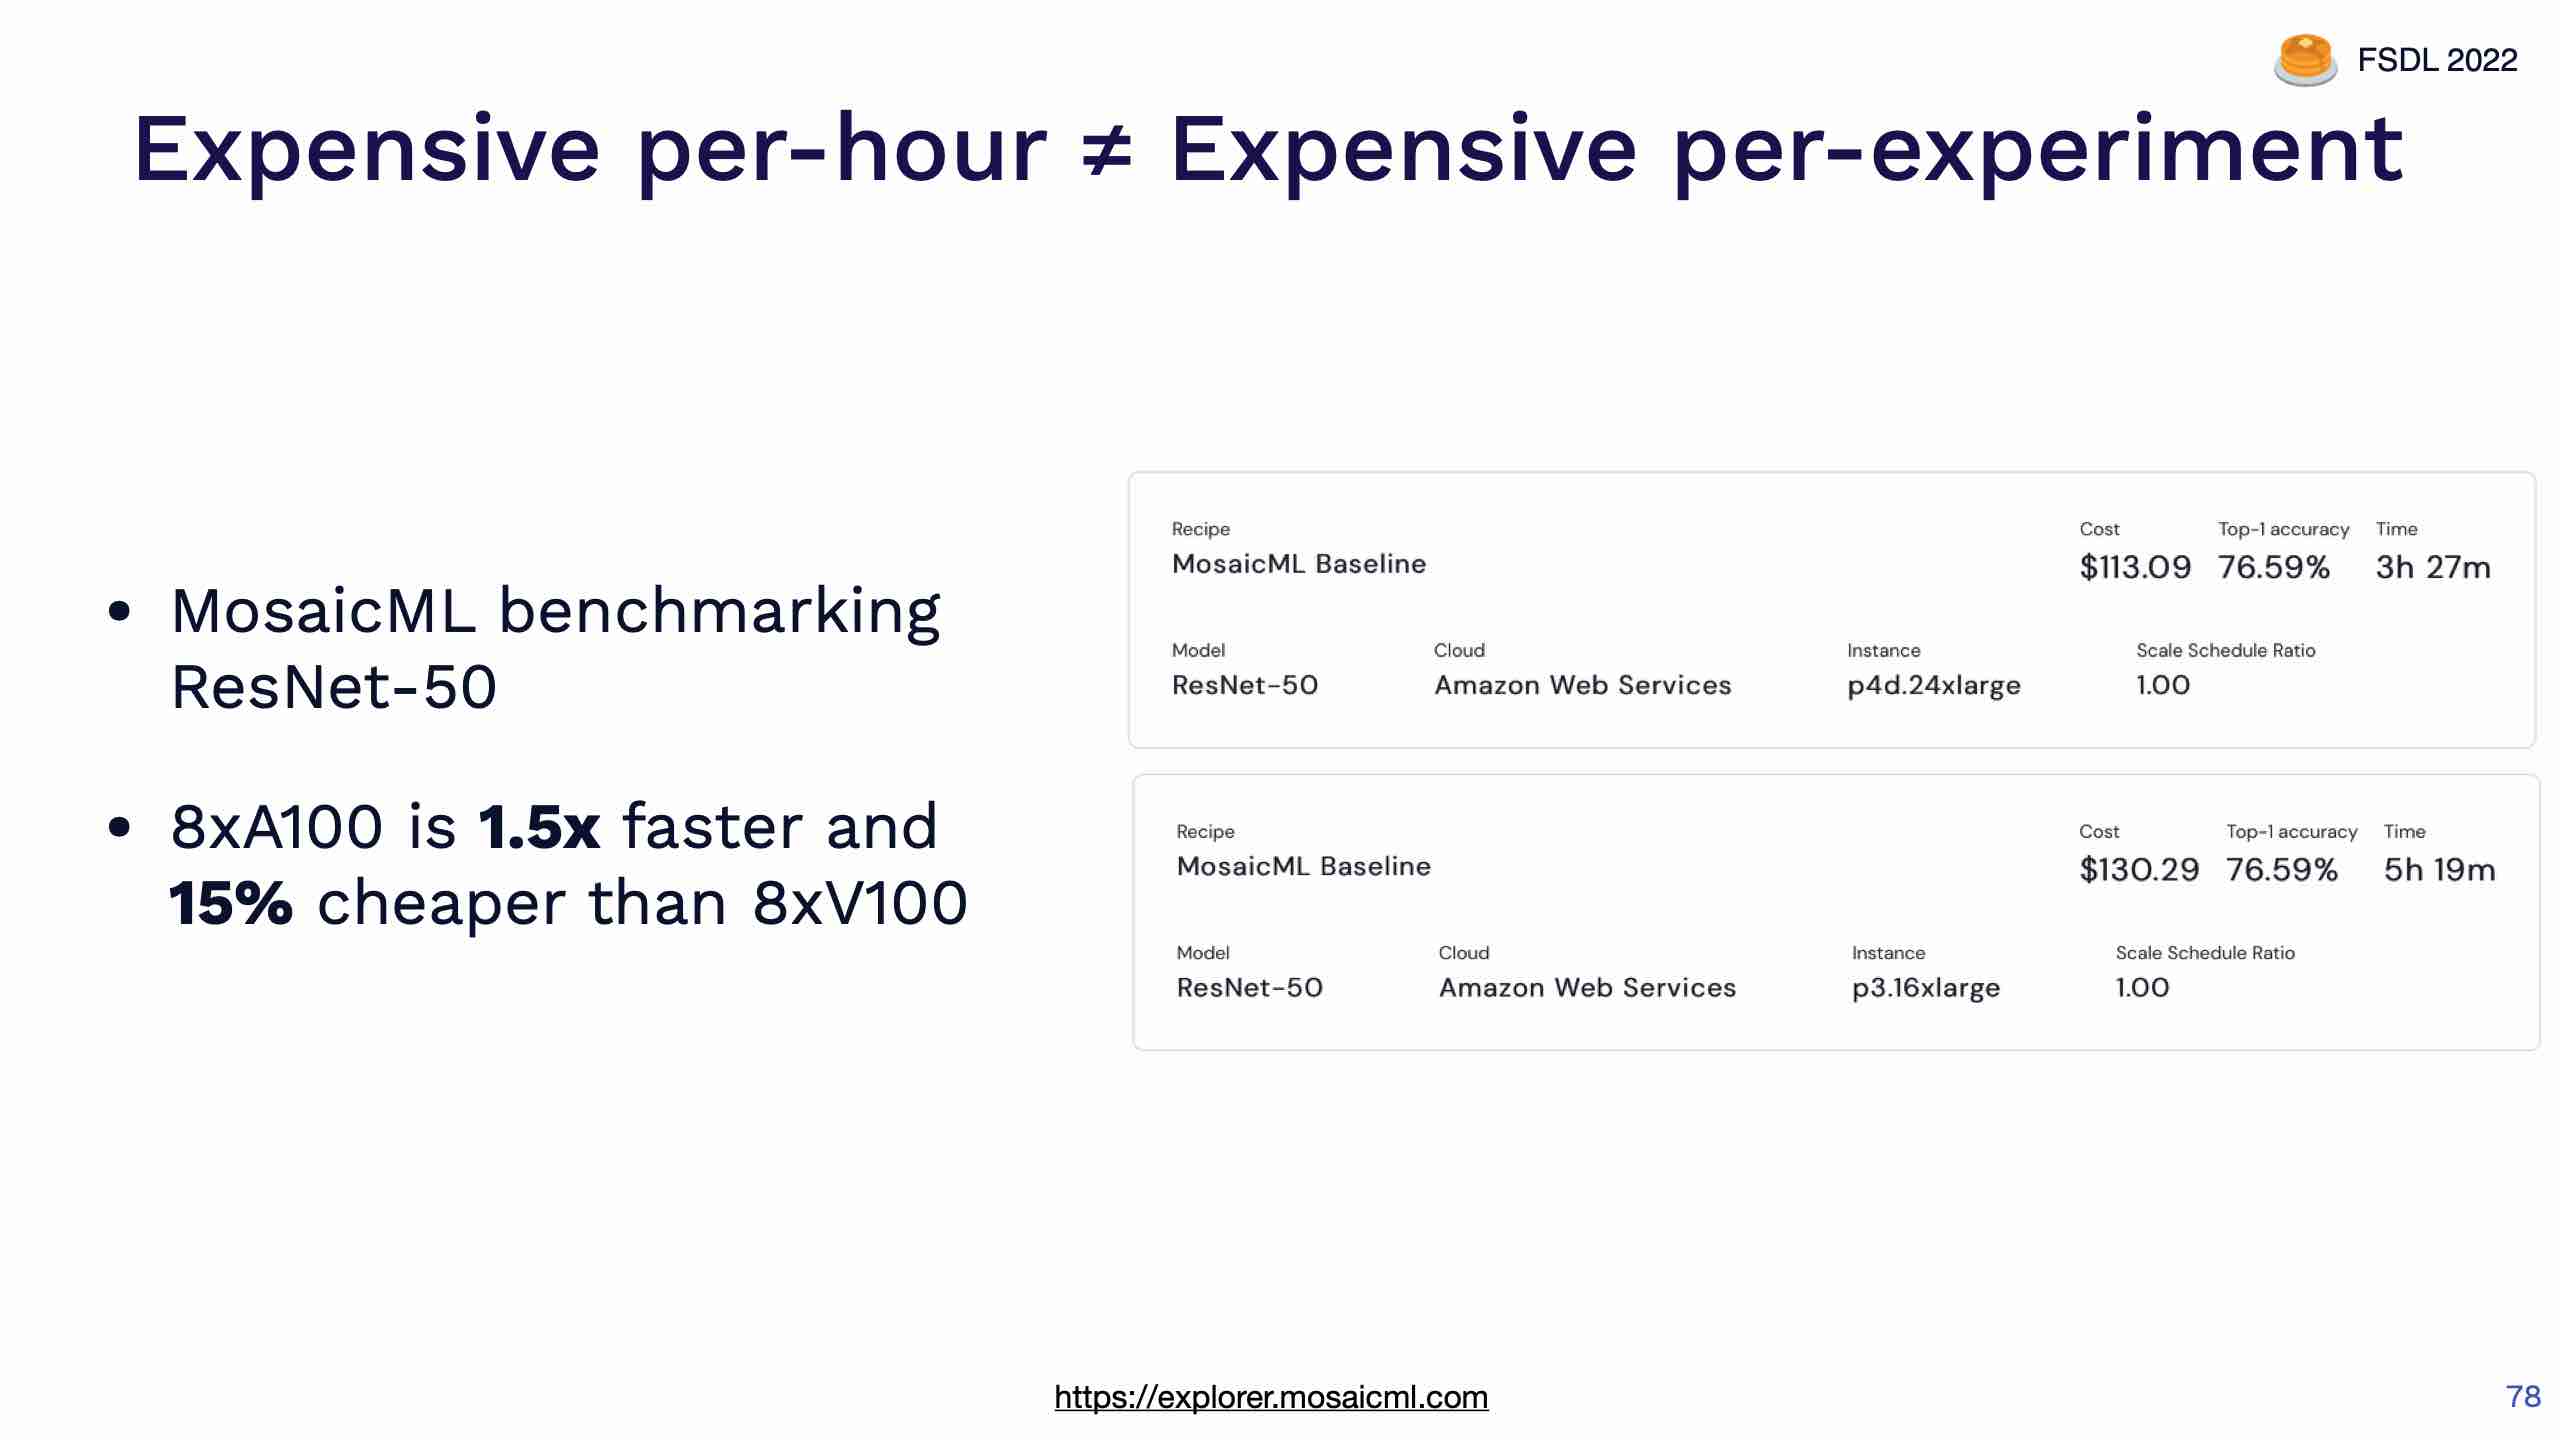 FSDL 2022
Expensive per-hour ≠ Expensive per-experiment
• MosaicML benchmarking
ResNet-50
• 8xA100 is 1.5x faster and
15% cheaper than 8xV100
Recipe Cost Top-1 accuracy Time
MosaicML Baseline $113.09 76.59% 3h 27m
Model Cloud Instance Scale Schedule Ratio
ResNet-50 Amazon Web Services p4d.24xlarge 1.00
Recipe Cost Top-1 accuracy Time
MosaicML Baseline $130.29 76.59% 5h 19m
Model Cloud Instance Scale Schedule Ratio
ResNet-50 Amazon Web Services p3.16xlarge 1.00
https://explorer.mosaicml.com
78